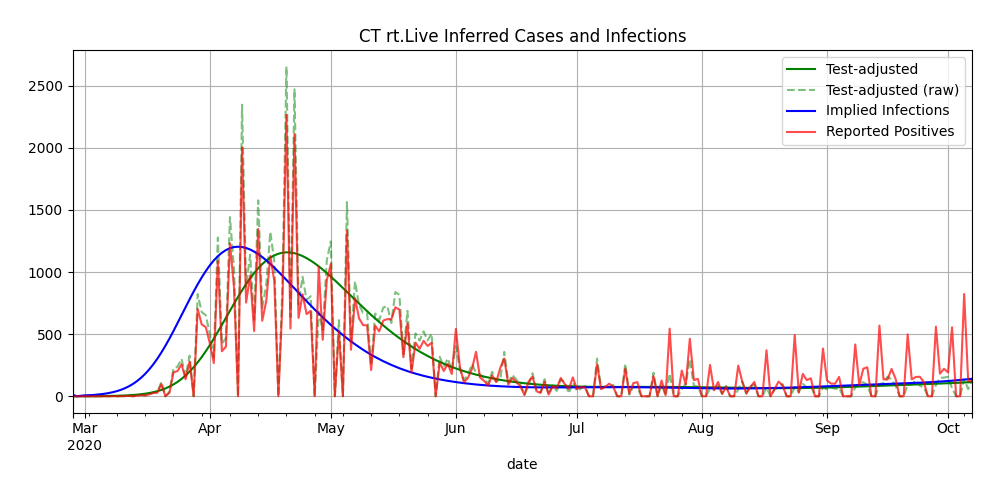 CT rt.Live Inferred Cases and Infections
Test-adjusted
Test-adjusted (raw)
Implied Infections
Reported Positives
2500
2000
1500
1000
500
0
Mar Apr May Jun Jul Aug Sep Oct
2020
date